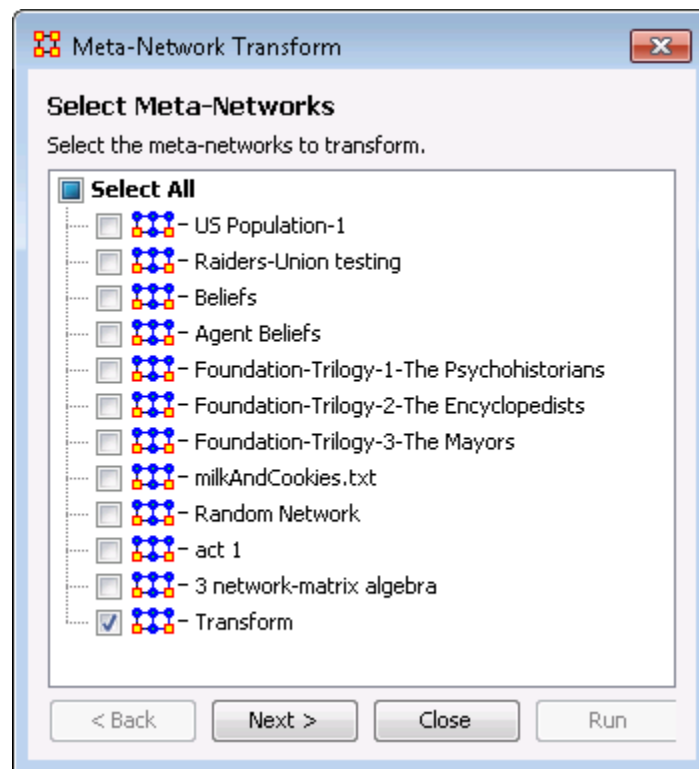 Meta-Network Transform
Select Meta-Networks
Select the meta-networks to transform.
Select All
US Population-1
Raiders-Union testing
Beliefs
Agent Beliefs
Foundation-Trilogy-1-The Psychohistorians
Foundation-Trilogy-2-The Encyclopedists
Foundation-Trilogy-3-The Mayors
milkAndCookies.txt
Random Network
act 1
3 network-matrix algebra
Transform
< Back Next > Close Run